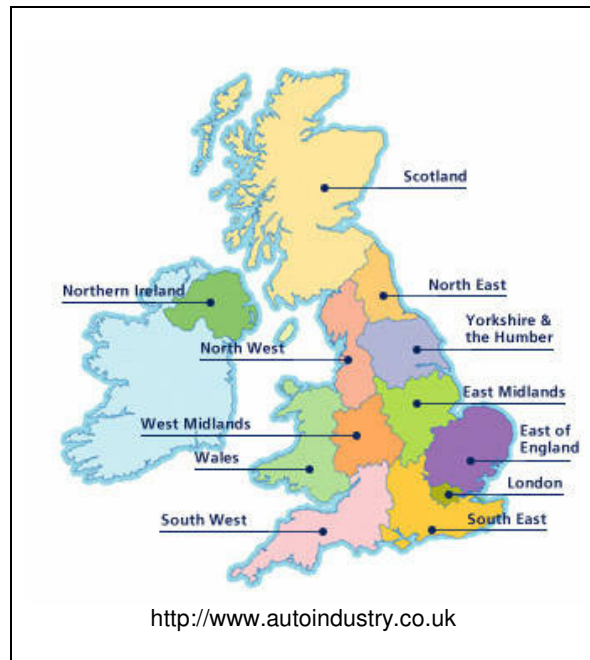 Scotland
Northern Ireland
North East
North West
Yorkshire &
the Humber
East Midlands
West Midlands
East of
England
Wales
London
South West
South East
http://www.autoindustry.co.uk